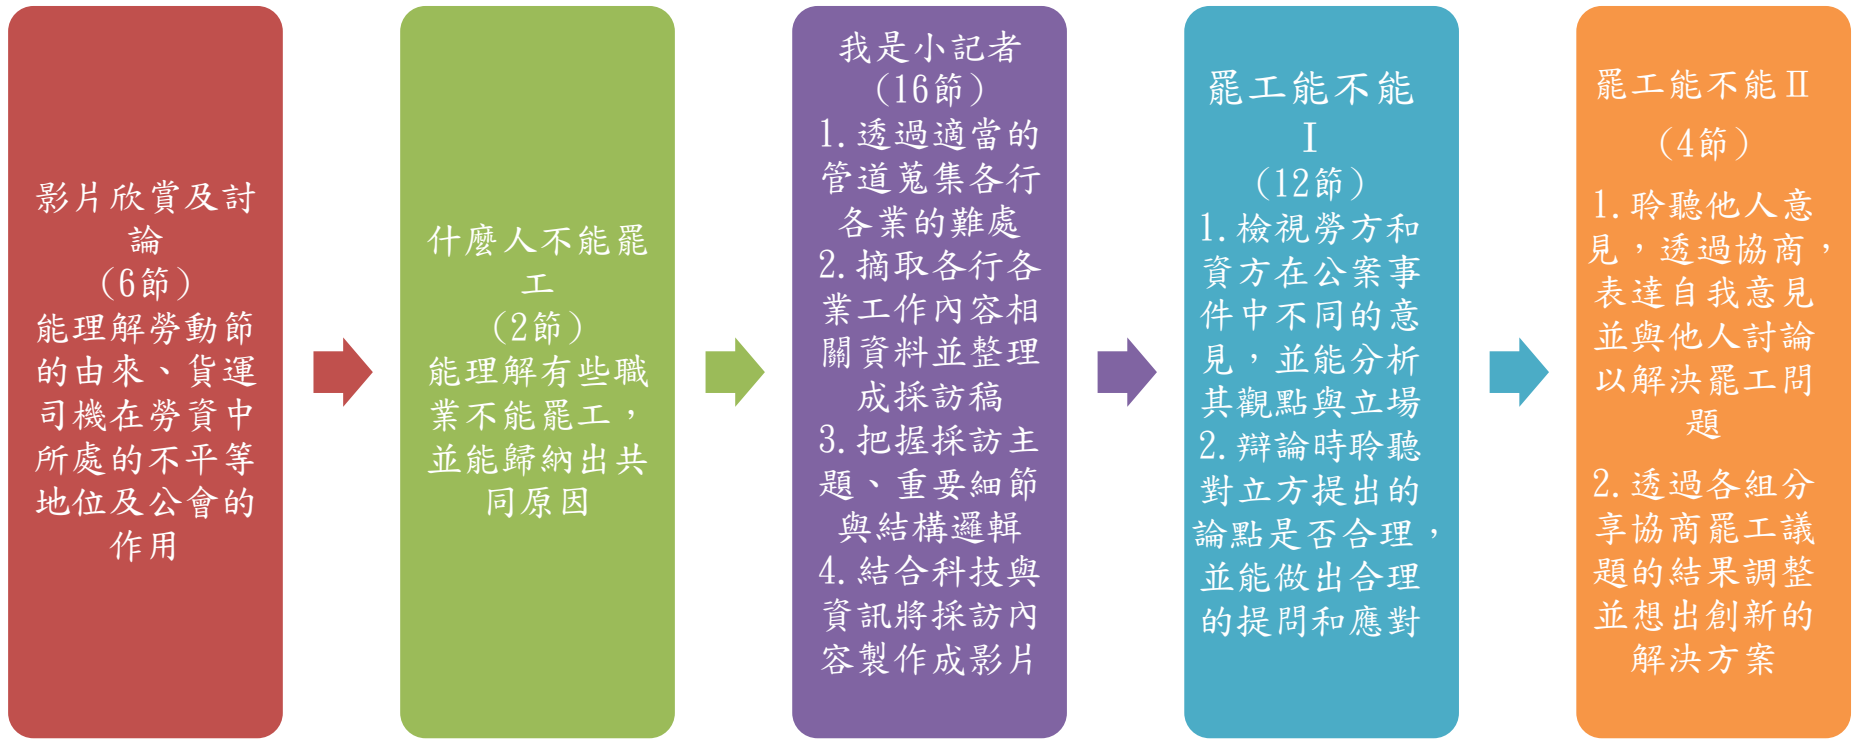 影片欣賞及討
論
(6節)
能理解勞動節
的由來、貨運
司機在勞資中
所處的不平等
地位及公會的
作用
什麼人不能罷
工
(2節)
能理解有些職
業不能罷工，
並能歸納出共
同原因
我是小記者
(16節)
1.透過適當的
管道蒐集各行
各業的難處
2.摘取各行各
業工作內容相
關資料並整理
成採訪稿
3.把握採訪主
題、重要細節
與結構邏輯
4.結合科技與
資訊將採訪內
容製作成影片
罷工能不能
Ⅰ
(12節)
1.檢視勞方和
資方在公案事
件中不同的意
見，並能分析
其觀點與立場
2.辯論時聆聽
對立方提出的
論點是否合理，
並能做出合理
的提問和應對
罷工能不能Ⅱ
(4節)
1.聆聽他人意
見，透過協商，
表達自我意見
並與他人討論
以解決罷工問
題
2.透過各組分
享協商罷工議
題的結果調整
並想出創新的
解決方案